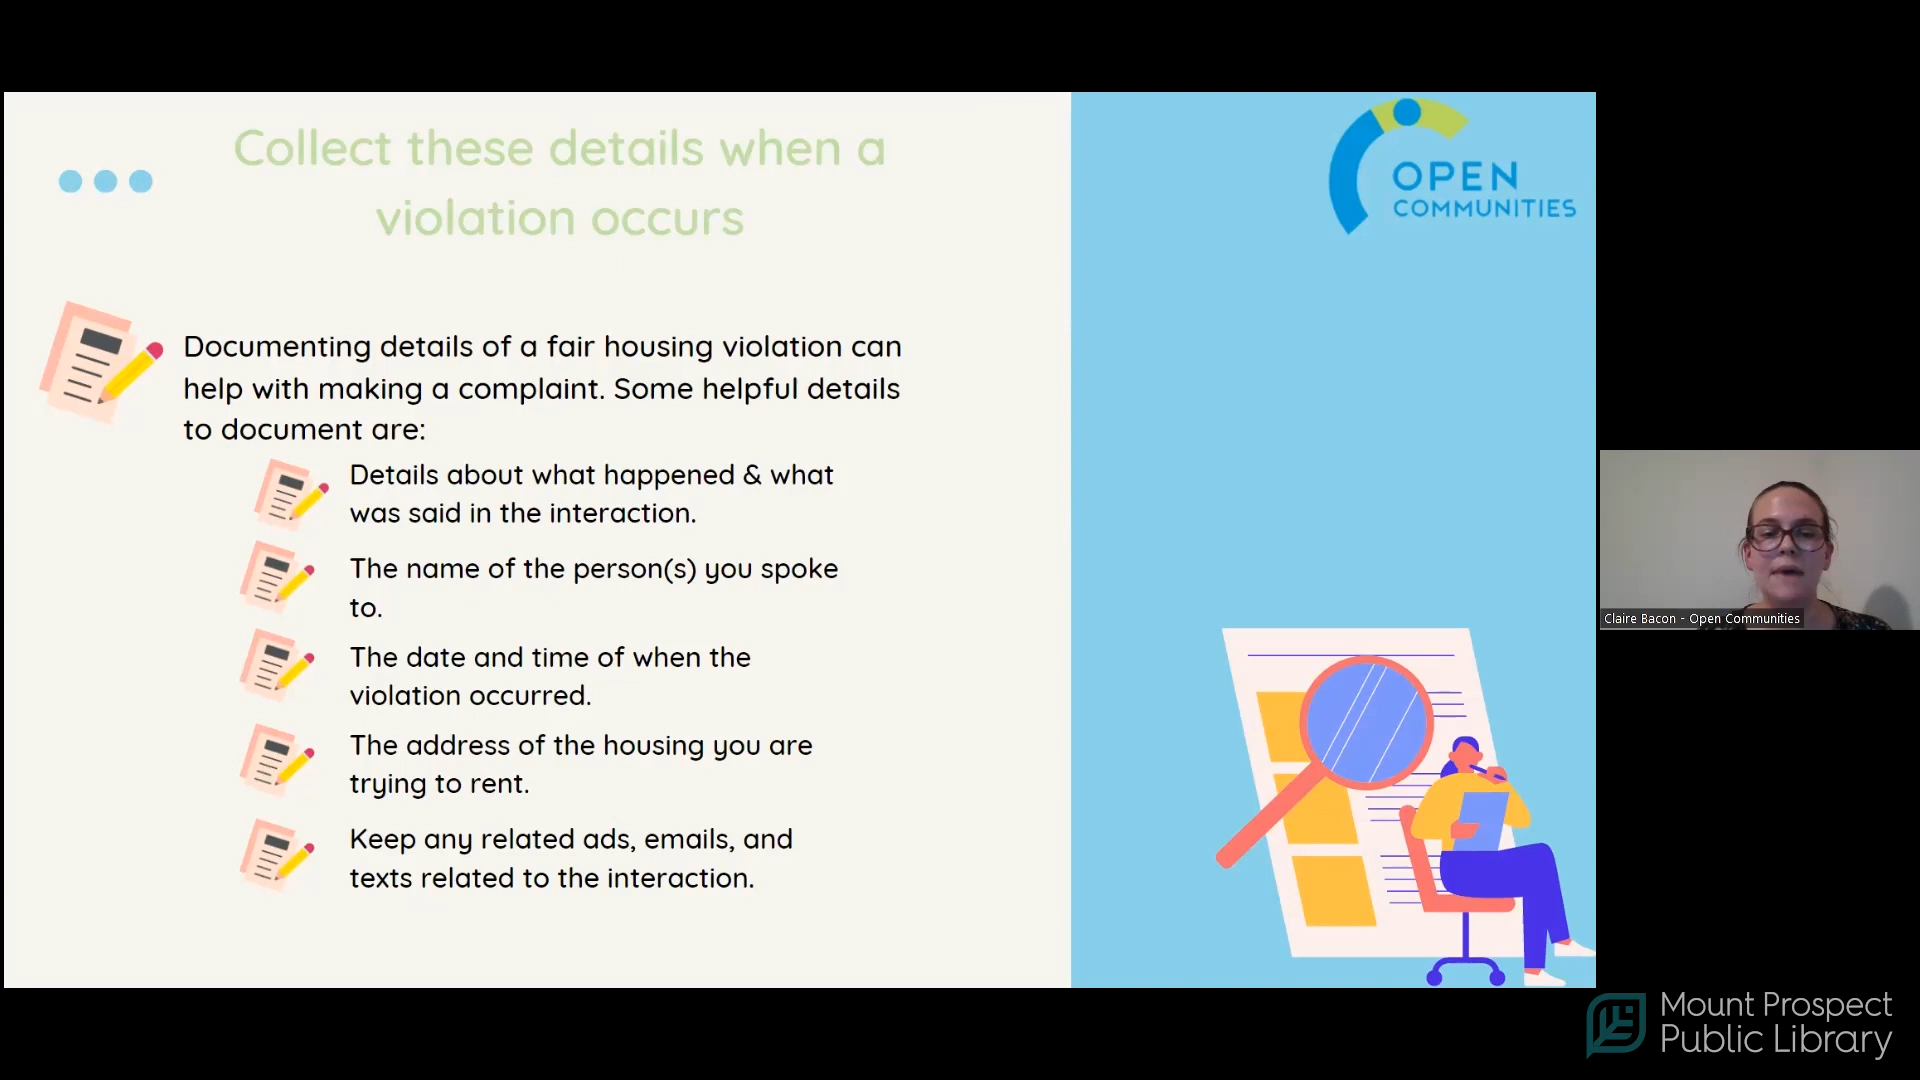 Collect these details when a
violation occurs
Documenting details of a fair housing violation can
help with making a complaint. Some helpful details
to document are:
Details about what happened & what
was said in the interaction.
The name of the person(s) you spoke
to.
The date and time of when the
violation occurred.
The address of the housing you are
trying to rent.
Keep any related ads, emails, and
texts related to the interaction.
OPEN
COMMUNITIES
Claire Bacon - Open Communities
Mount Prospect
Public Library